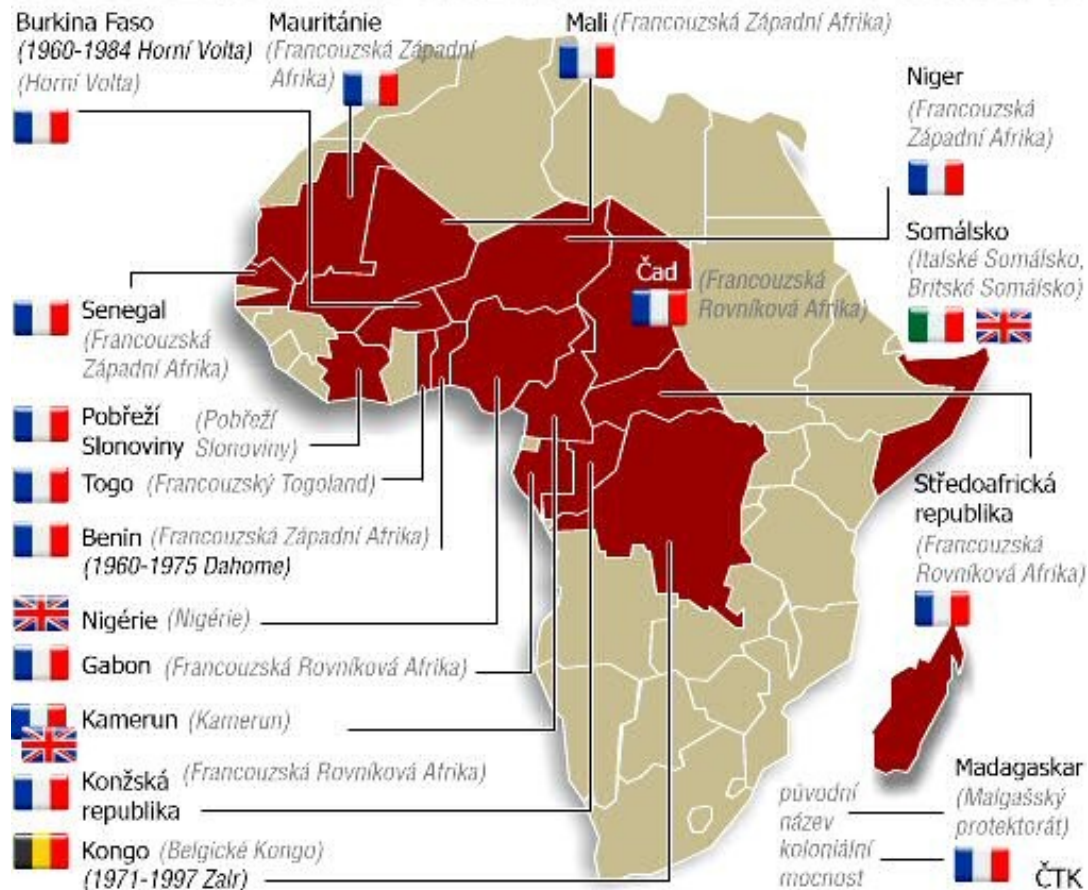 Burkina Faso
(1960-1984 Horní Volta)
(Horní Volta)
Mauritánie
(Francouzská Západní
Afrika)
Mali (Francouzská Západní Afrika)
Niger
(Francouzská
Západní Afrika)
Somálsko
(Italské Somálsko,
Britské Somálsko)
Čad
(Francouzská
Rovníková Afrika)
Senegal
(Francouzská
Západní Afrika)
Pobřeží
Slonoviny
(Pobřeží
Slonoviny)
Togo (Francouzský Togoland)
Benin (Francouzská Západní Afrika)
(1960-1975 Dahome)
Nigérie (Nigérie)
Gabon (Francouzská Rovníková Afrika)
Kamerun (Kamerun)
Konžská
republika
(Francouzská Rovníková Afrika)
Kongo (Belgické Kongo)
(1971-1997 Zair)
Středoafrická
republika
(Francouzská
Rovníková Afrika)
Madagaskar
(Malgašský
protektorát)
původní
název
koloniální
mocnost
ČTK